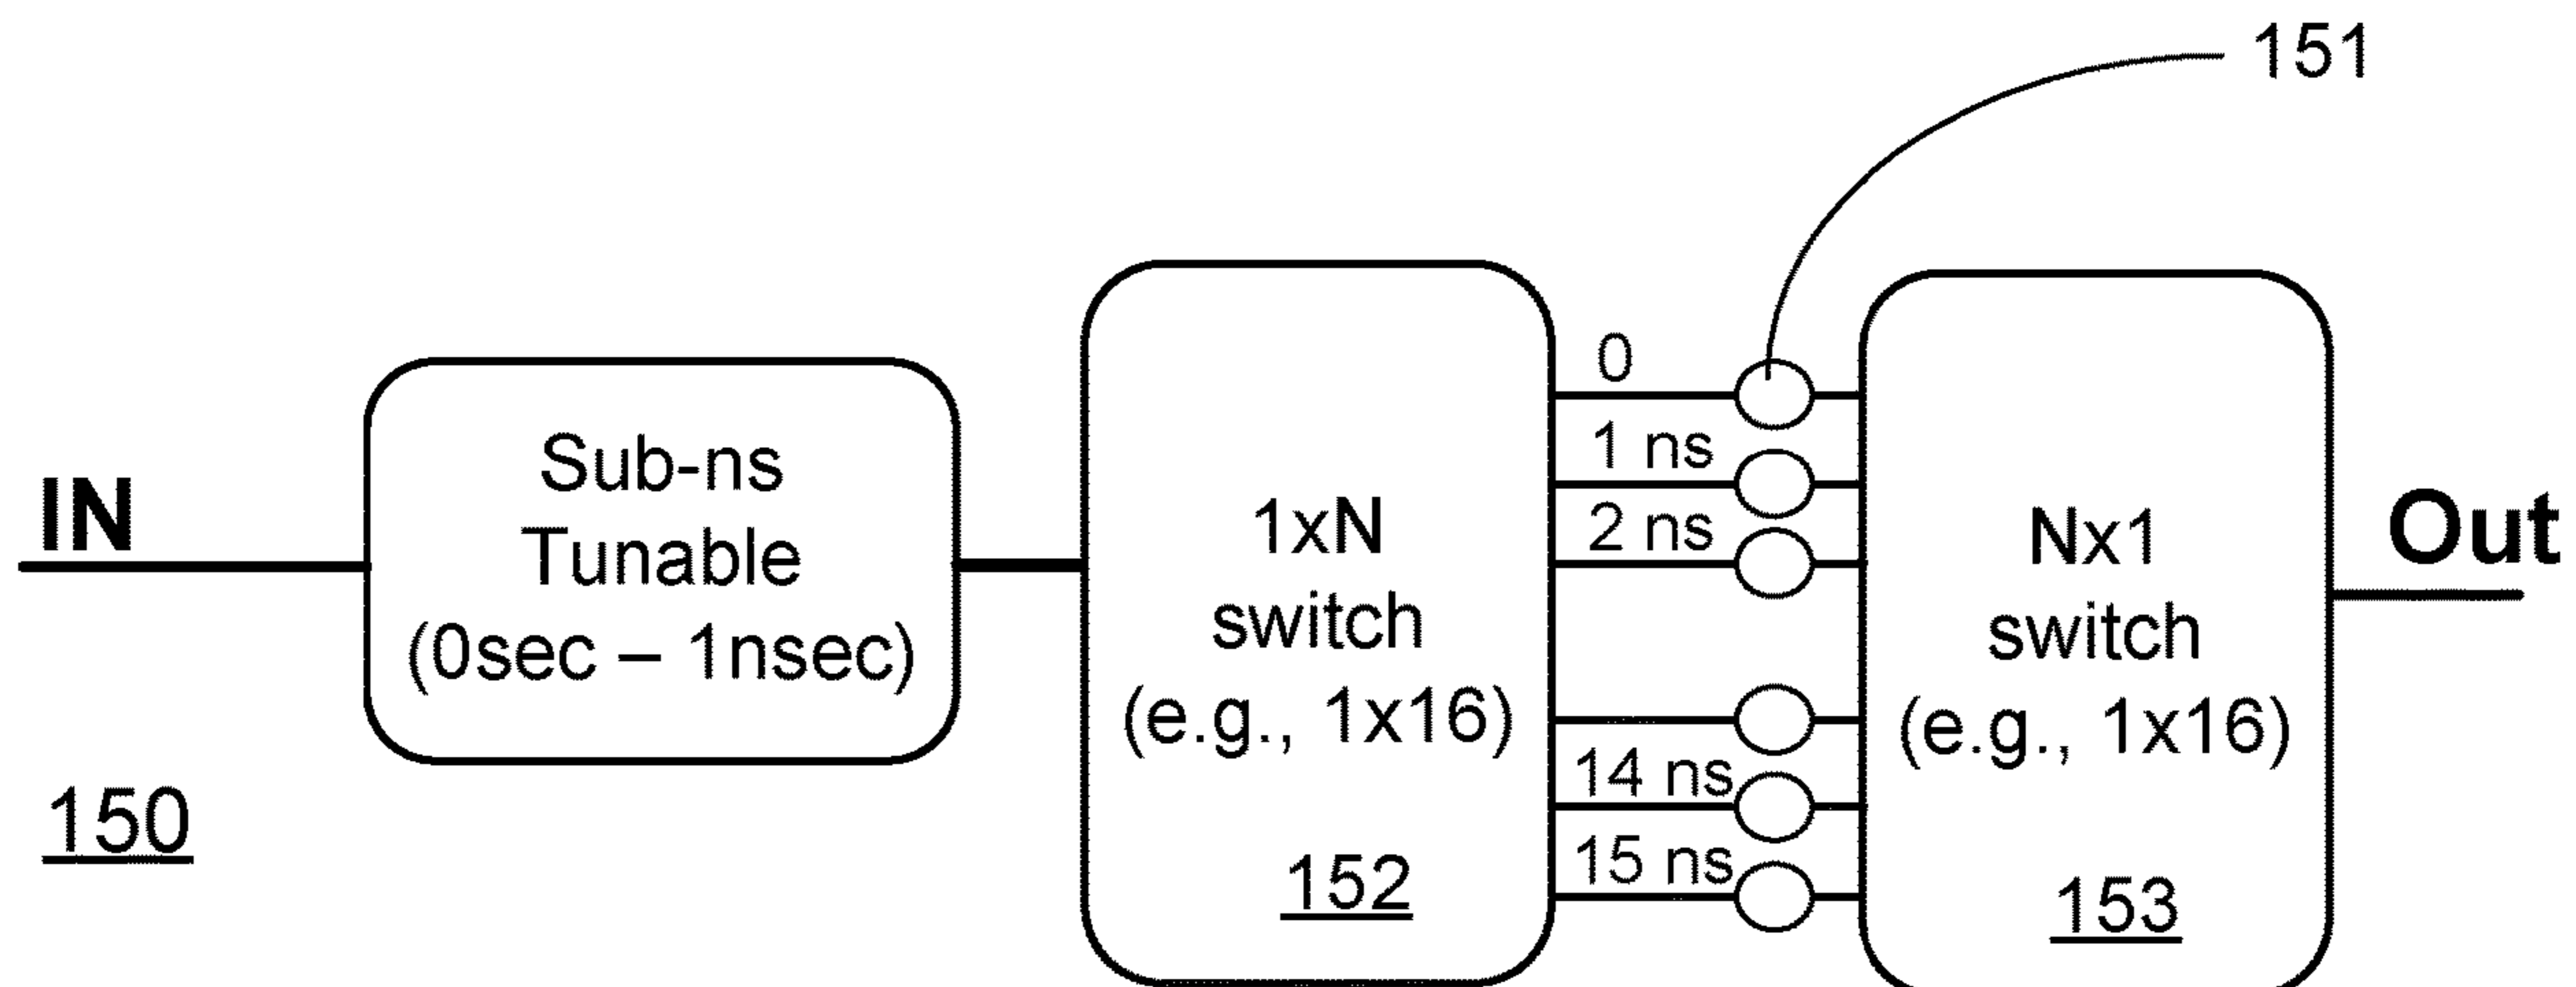 151
IN
150
Sub-ns
Tunable
(0sec – 1nsec)
1xN
switch
(e.g., 1x16)
152
0
1 ns
2 ns
14 ns
15 ns
Nx1
switch
(e.g., 1x16)
153
Out